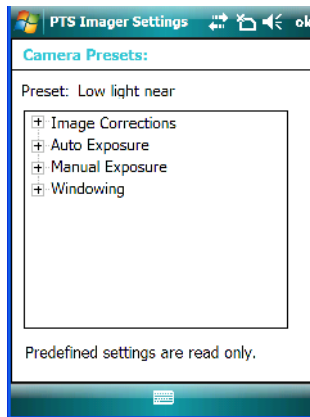 PTS Imager Settings ok
Camera Presets:
Preset: Low light near
Image Corrections
Auto Exposure
Manual Exposure
Windowing
Predefined settings are read only.